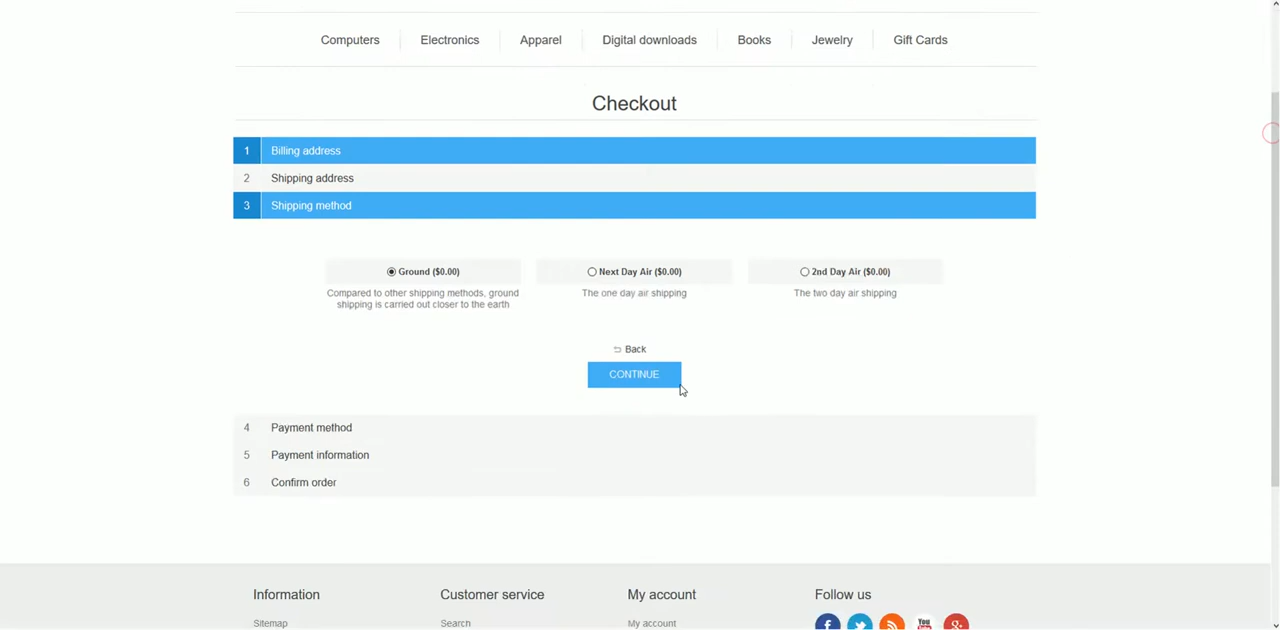 Computers Electronics Apparel Digital downloads Books Jewelry Gift Cards
Checkout
1 Billing address
2 Shipping address
3 Shipping method
Ground ($0.00) Next Day Air ($0.00) 2nd Day Air ($0.00)
Compared to other shipping methods, ground The one day air shipping The two day air shipping
shipping is carried out closer to the earth
Back
CONTINUE
4 Payment method
5 Payment information
6 Confirm order
Information Customer service My account Follow us
Sitemap Search My account
You